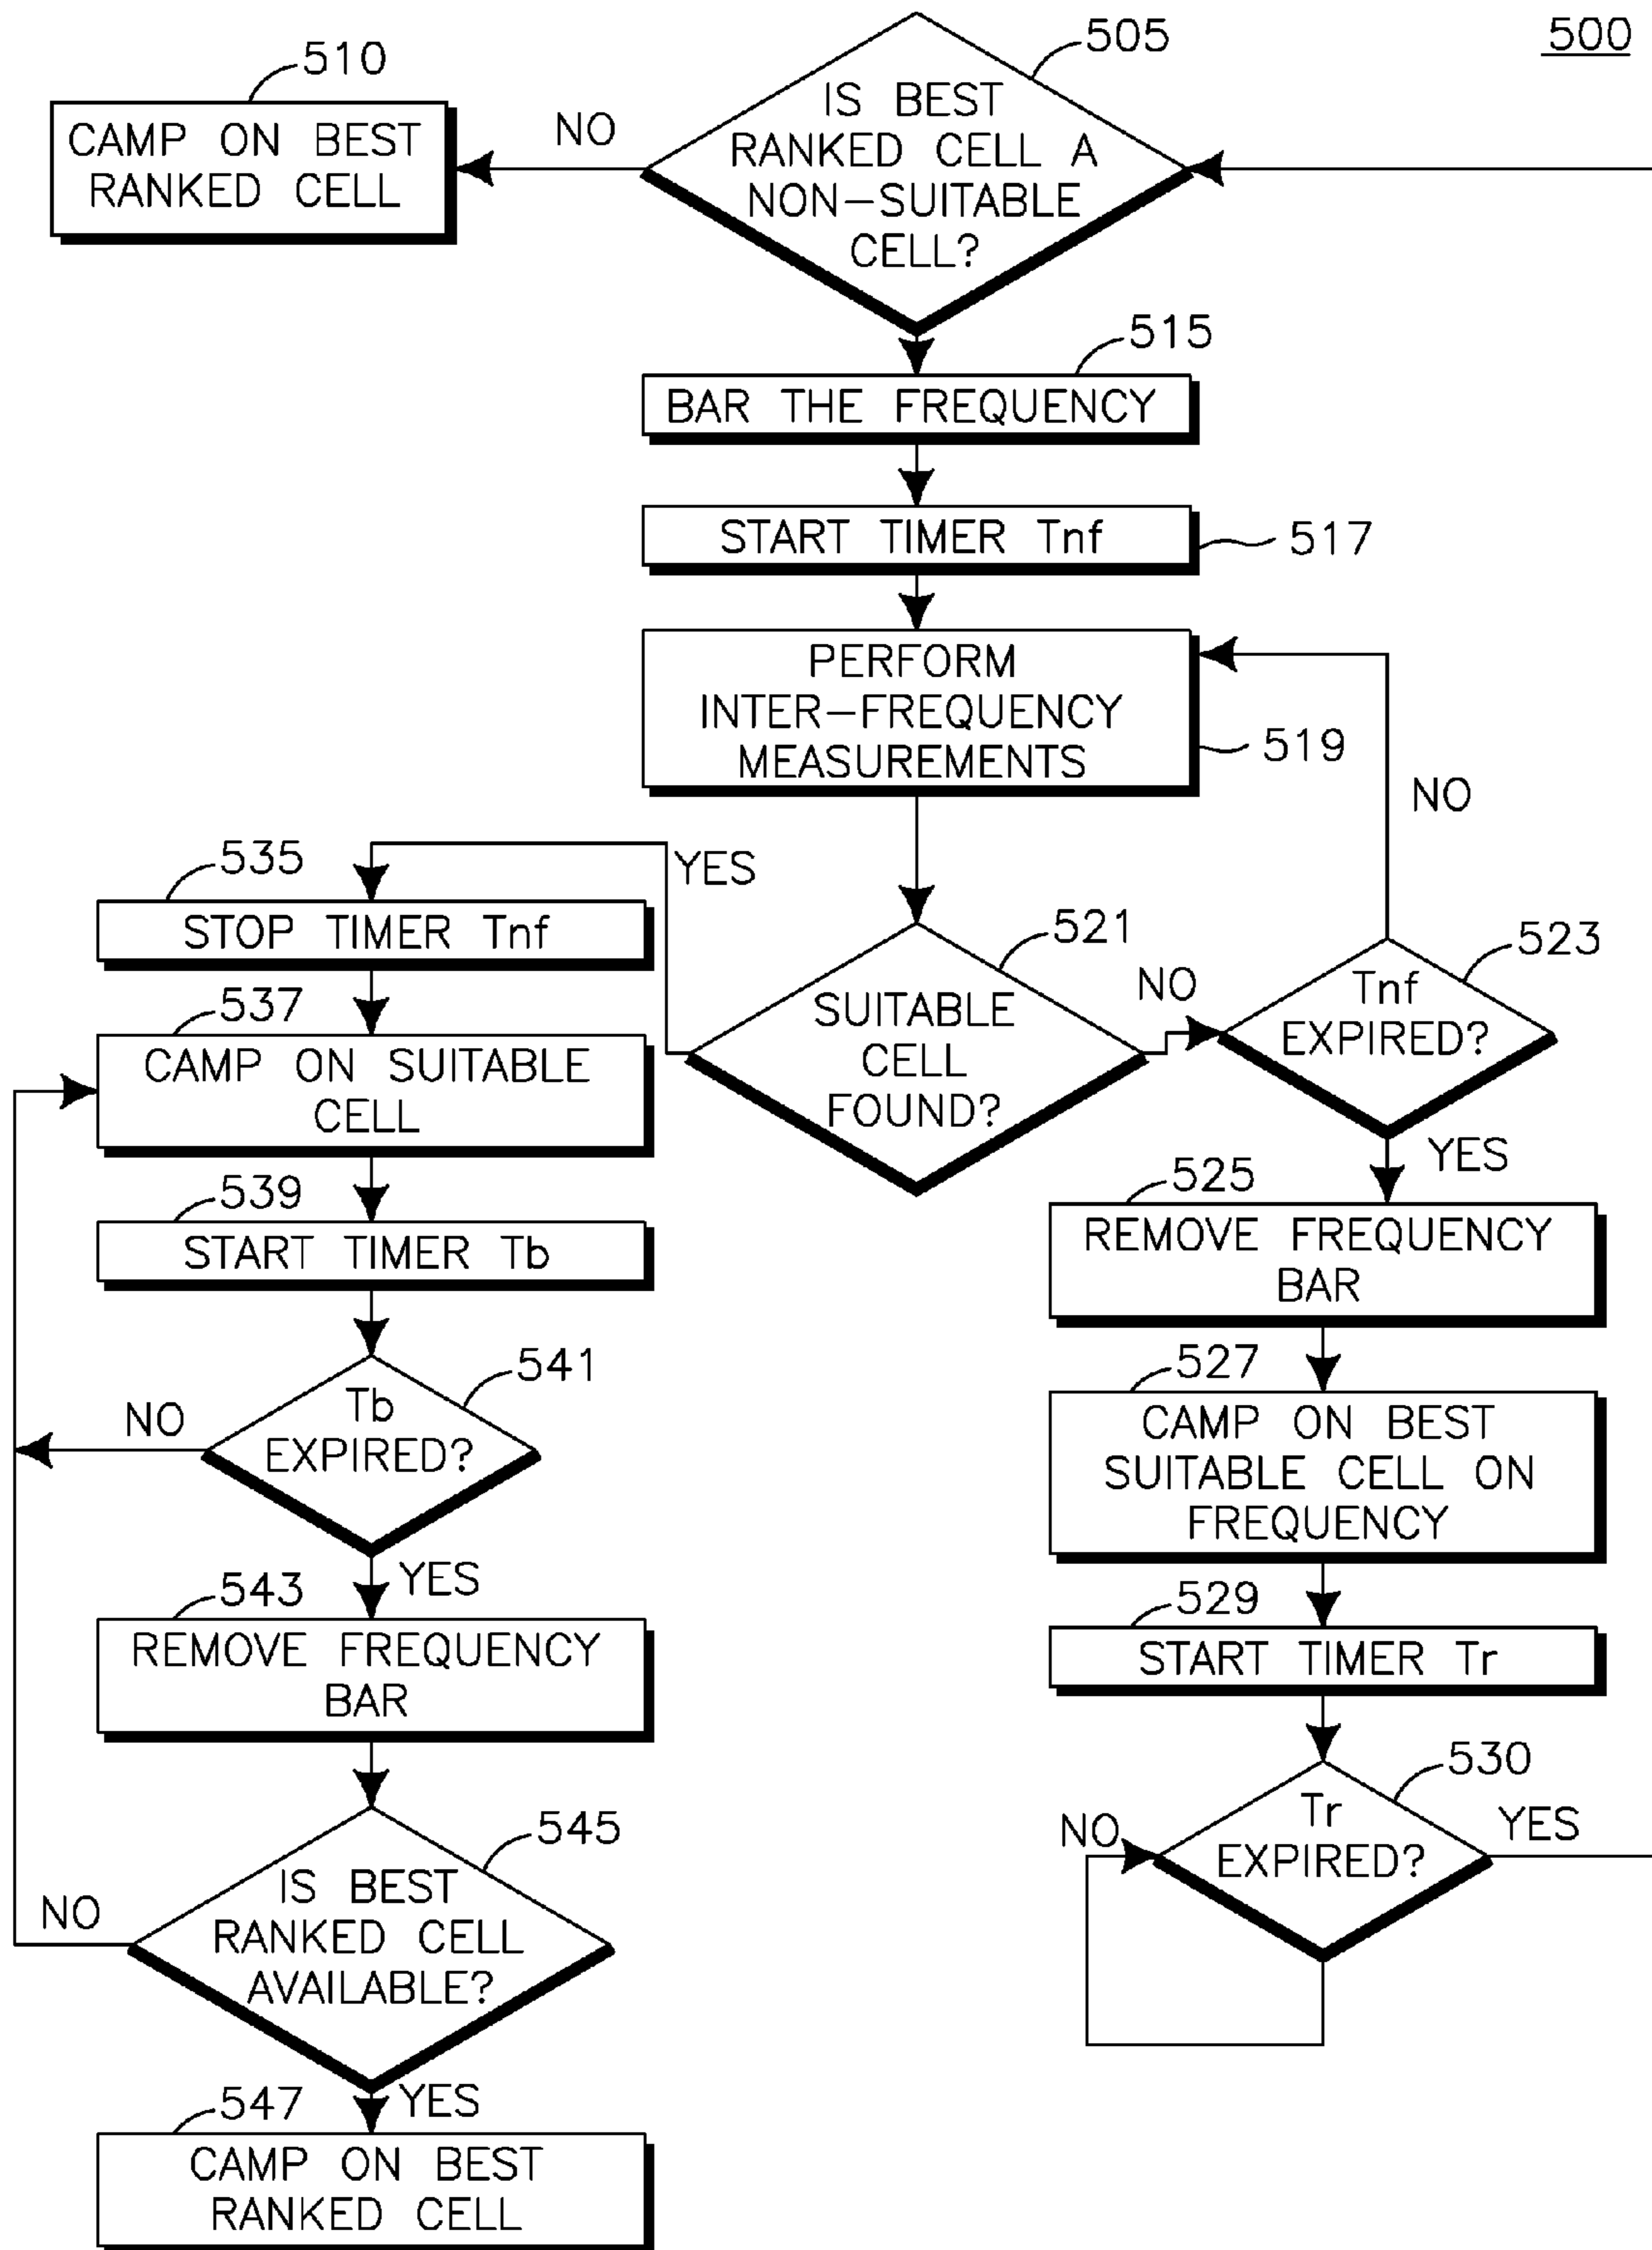 500
505
IS BEST
RANKED CELL A
NON-SUITABLE
CELL?
NO
510
CAMP ON BEST
RANKED CELL
515
BAR THE FREQUENCY
START TIMER Tnf
517
PERFORM
INTER-FREQUENCY
MEASUREMENTS
519
NO
YES
521
SUITABLE
CELL
FOUND?
NO
523
Tnf
EXPIRED?
YES
535
STOP TIMER Tnf
537
CAMP ON SUITABLE
CELL
539
START TIMER Tb
541
Tb
EXPIRED?
NO
YES
543
REMOVE FREQUENCY
BAR
545
IS BEST
RANKED CELL
AVAILABLE?
NO
YES
547
CAMP ON BEST
RANKED CELL
525
REMOVE FREQUENCY
BAR
527
CAMP ON BEST
SUITABLE CELL ON
FREQUENCY
529
START TIMER Tr
530
Tr
EXPIRED?
NO
YES